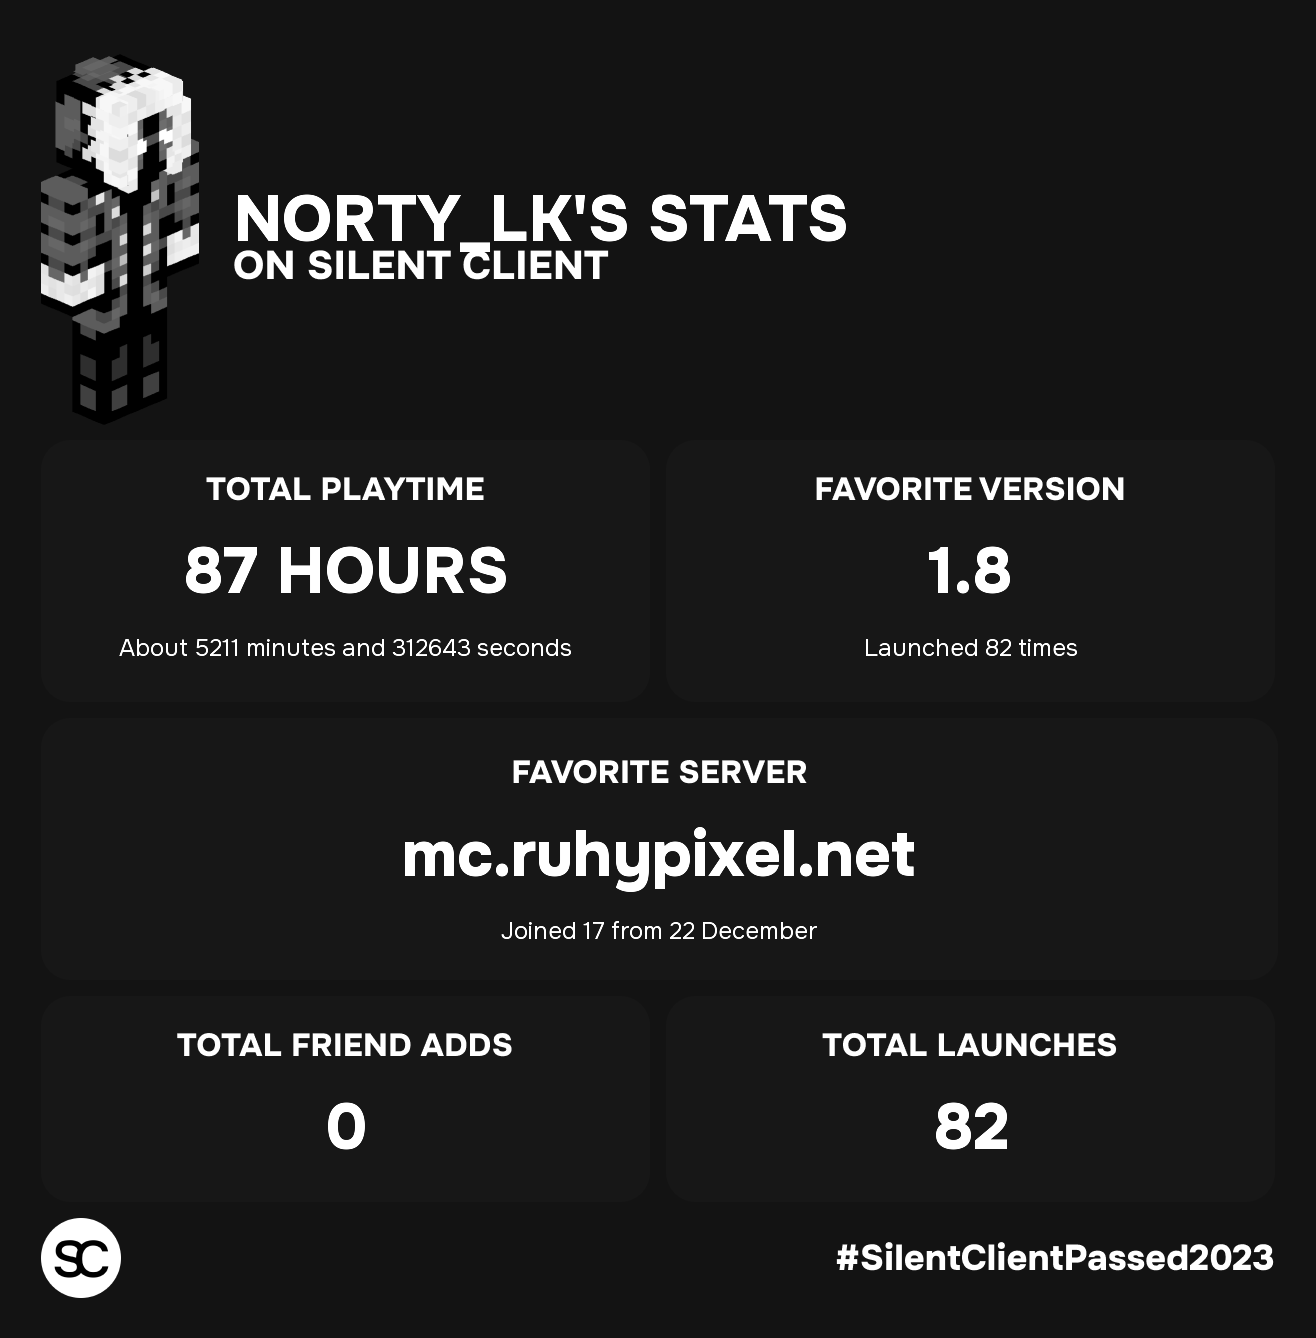 NORTY_LK'S STATS
ON SILENT CLIENT
TOTAL PLAYTIME
87 HOURS
About 5211 minutes and 312643 seconds
FAVORITE VERSION
1.8
Launched 82 times
FAVORITE SERVER
mc.ruhypixel.net
Joined 17 from 22 December
TOTAL FRIEND ADDS
0
TOTAL LAUNCHES
82
SC
#SilentClientPassed2023